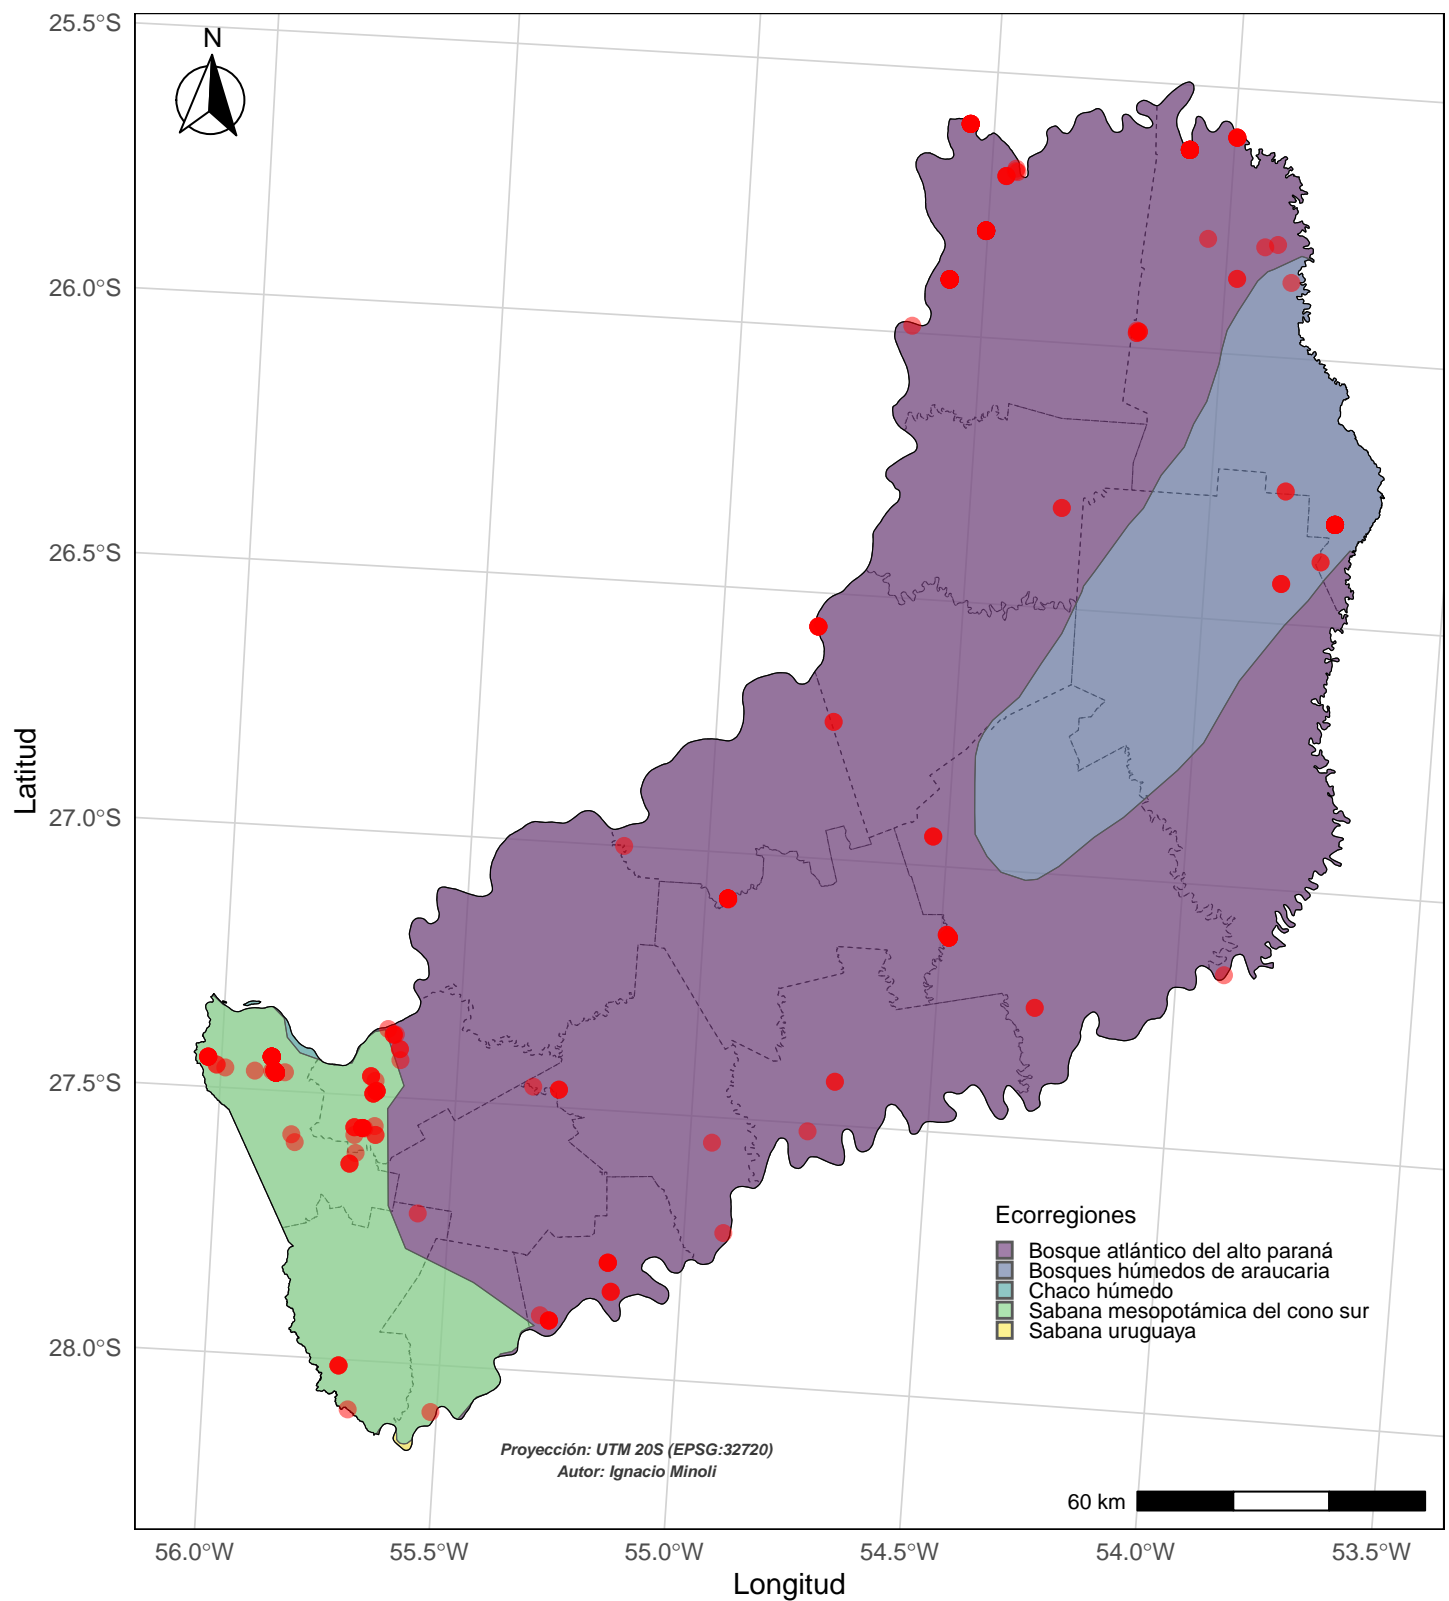 25.5°S
N
26.0°S
26.5°S
Latitud
27.0°S
27.5°S
Ecorregiones
Bosque atlántico del alto paraná
Bosques húmedos de araucaria
Chaco húmedo
Sabana mesopotámica del cono sur
Sabana uruguaya
28.0°S
Proyección: UTM 20S (EPSG:32720)
Autor: Ignacio Minoli
60 km
56.0°W 55.5°W 55.0°W 54.5°W 54.0°W 53.5°W
Longitud